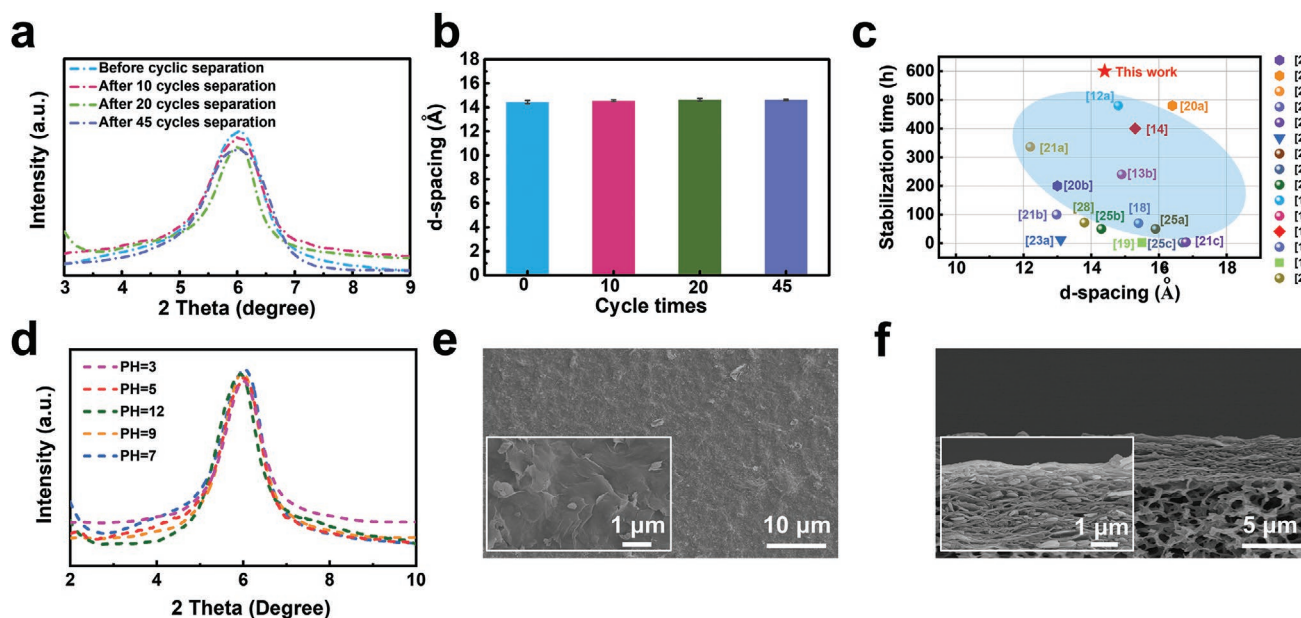 a
Before cyclic separation
After 10 cycles separation
After 20 cycles separation
After 45 cycles separation
Intensity (a.u.)
3 4 5 6 7 8 9
2 Theta (degree)
b
18
16
14
12
10
8
6
4
2
0
d-spacing (Å)
0 10 20 45
Cycle times
c
600
500
400
300
200
100
0
Stabilization time (h)
This work
[12a]
[20a]
[14]
[21a]
[13b]
[20b]
[21b]
[28]
[25b]
[18]
[25a]
[23a]
[19]
[25c]
[21c]
10 12 14 16 18
d-spacing (Å)
d
PH=3
PH=5
PH=12
PH=9
PH=7
Intensity (a.u.)
2 4 6 8 10
2 Theta (Degree)
e
1 μm
10 μm
f
1 μm
5 μm